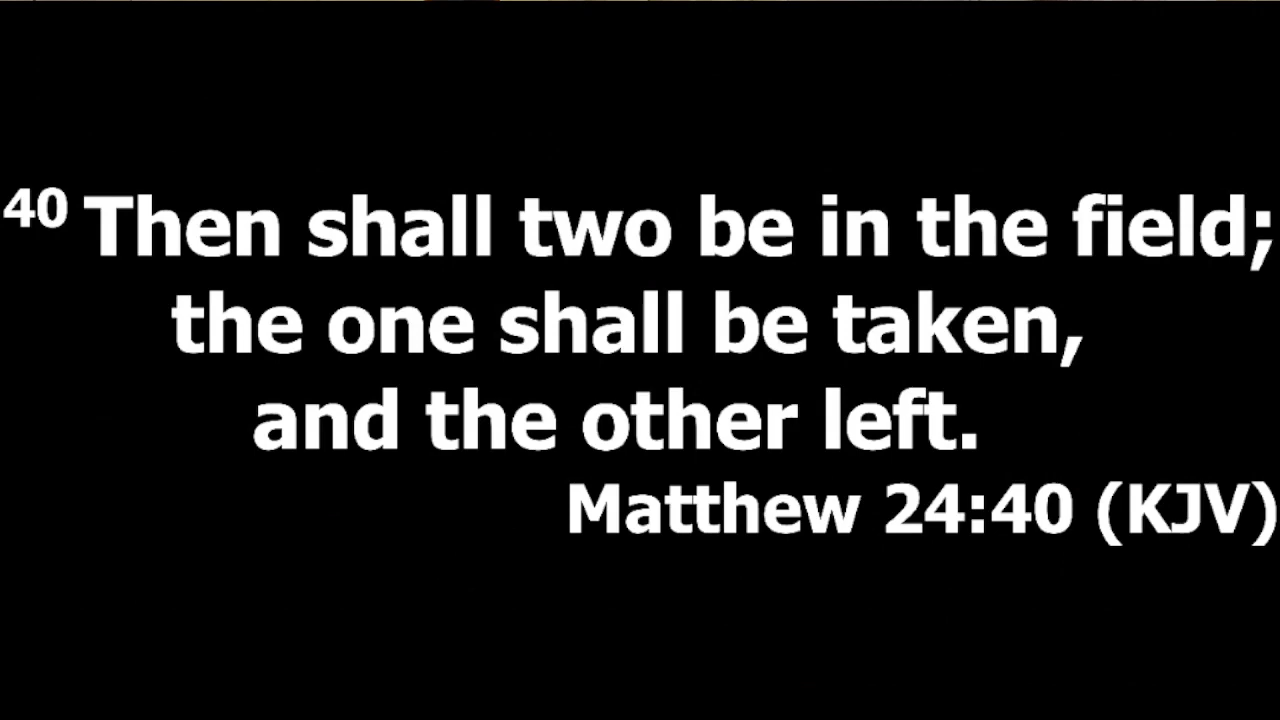 40 Then shall two be in the field;
the one shall be taken,
and the other left.
Matthew 24:40 (KJV)